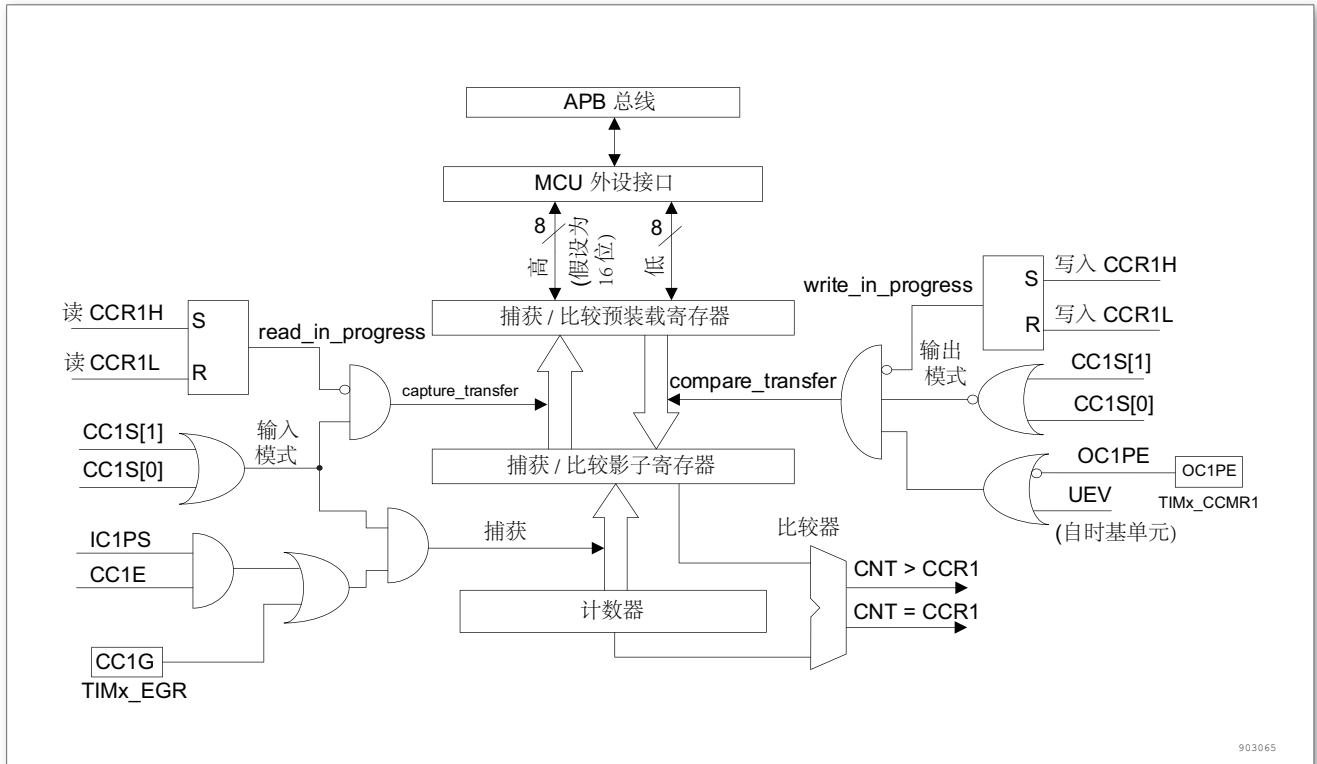 APB 总线
MCU 外设接口
8
8
高
(假设为
16 位)
低
写入 CCR1H
S
write_in_progress
写入 CCR1L
R
读 CCR1H
S
read_in_progress
捕获 / 比较预装载寄存器
读 CCR1L
R
输出
模式
CC1S[1]
capture_transfer
compare_transfer
CC1S[0]
CC1S[1]
输入
模式
CC1S[0]
捕获 / 比较影子寄存器
OC1PE
OC1PE
TIMx_CCMR1
UEV
(自时基单元)
IC1PS
捕获
比较器
CC1E
CNT > CCR1
计数器
CNT = CCR1
CC1G
TIMx_EGR
903065